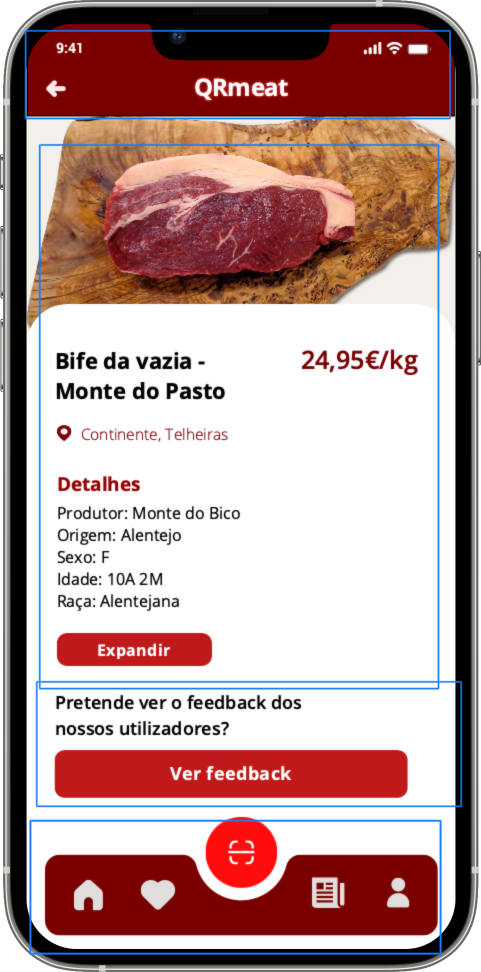 9:41
QRmeat
Bife da vazia -
Monte do Pasto
24,95€/kg
Continente, Telheiras
Detalhes
Produtor: Monte do Bico
Origem: Alentejo
Sexo: F
Idade: 10A 2M
Raça: Alentejana
Expandir
Pretende ver o feedback dos
nossos utilizadores?
Ver feedback